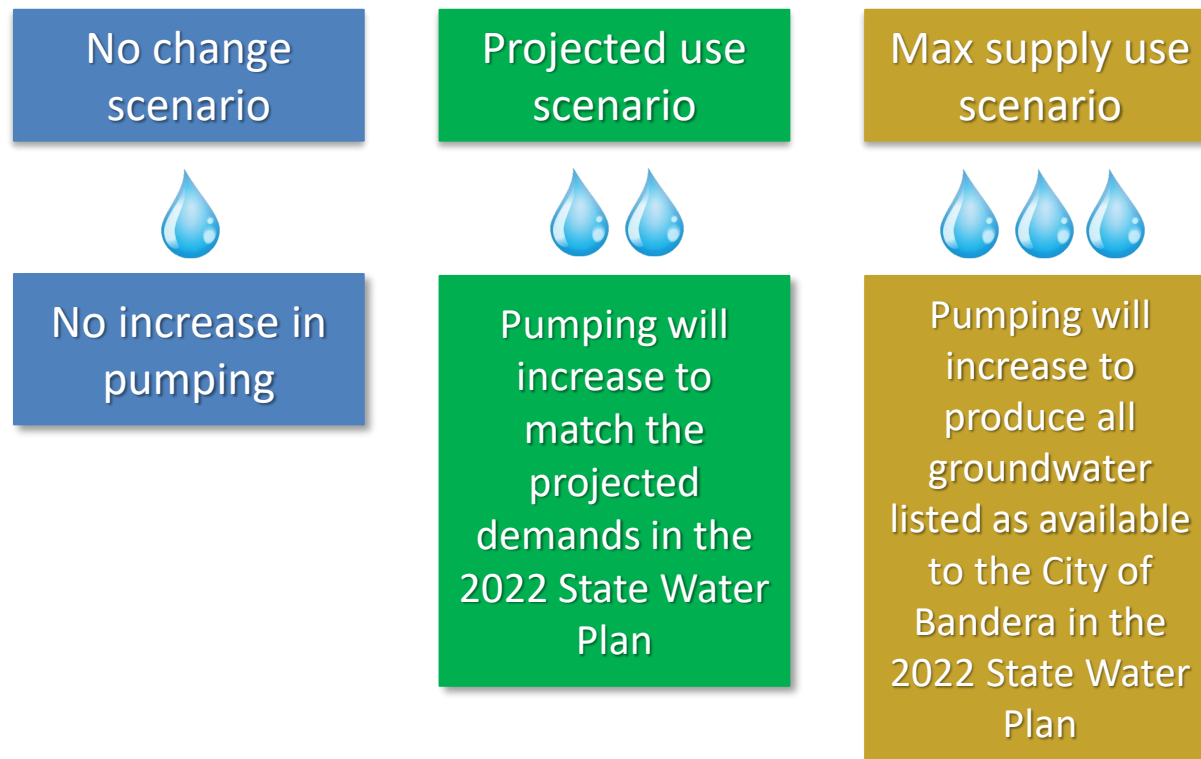 No change
scenario
No increase in
pumping
Projected use
scenario
Pumping will
increase to
match the
projected
demands in the
2022 State Water
Plan
Max supply use
scenario
Pumping will
increase to
produce all
groundwater
listed as available
to the City of
Bandera in the
2022 State Water
Plan